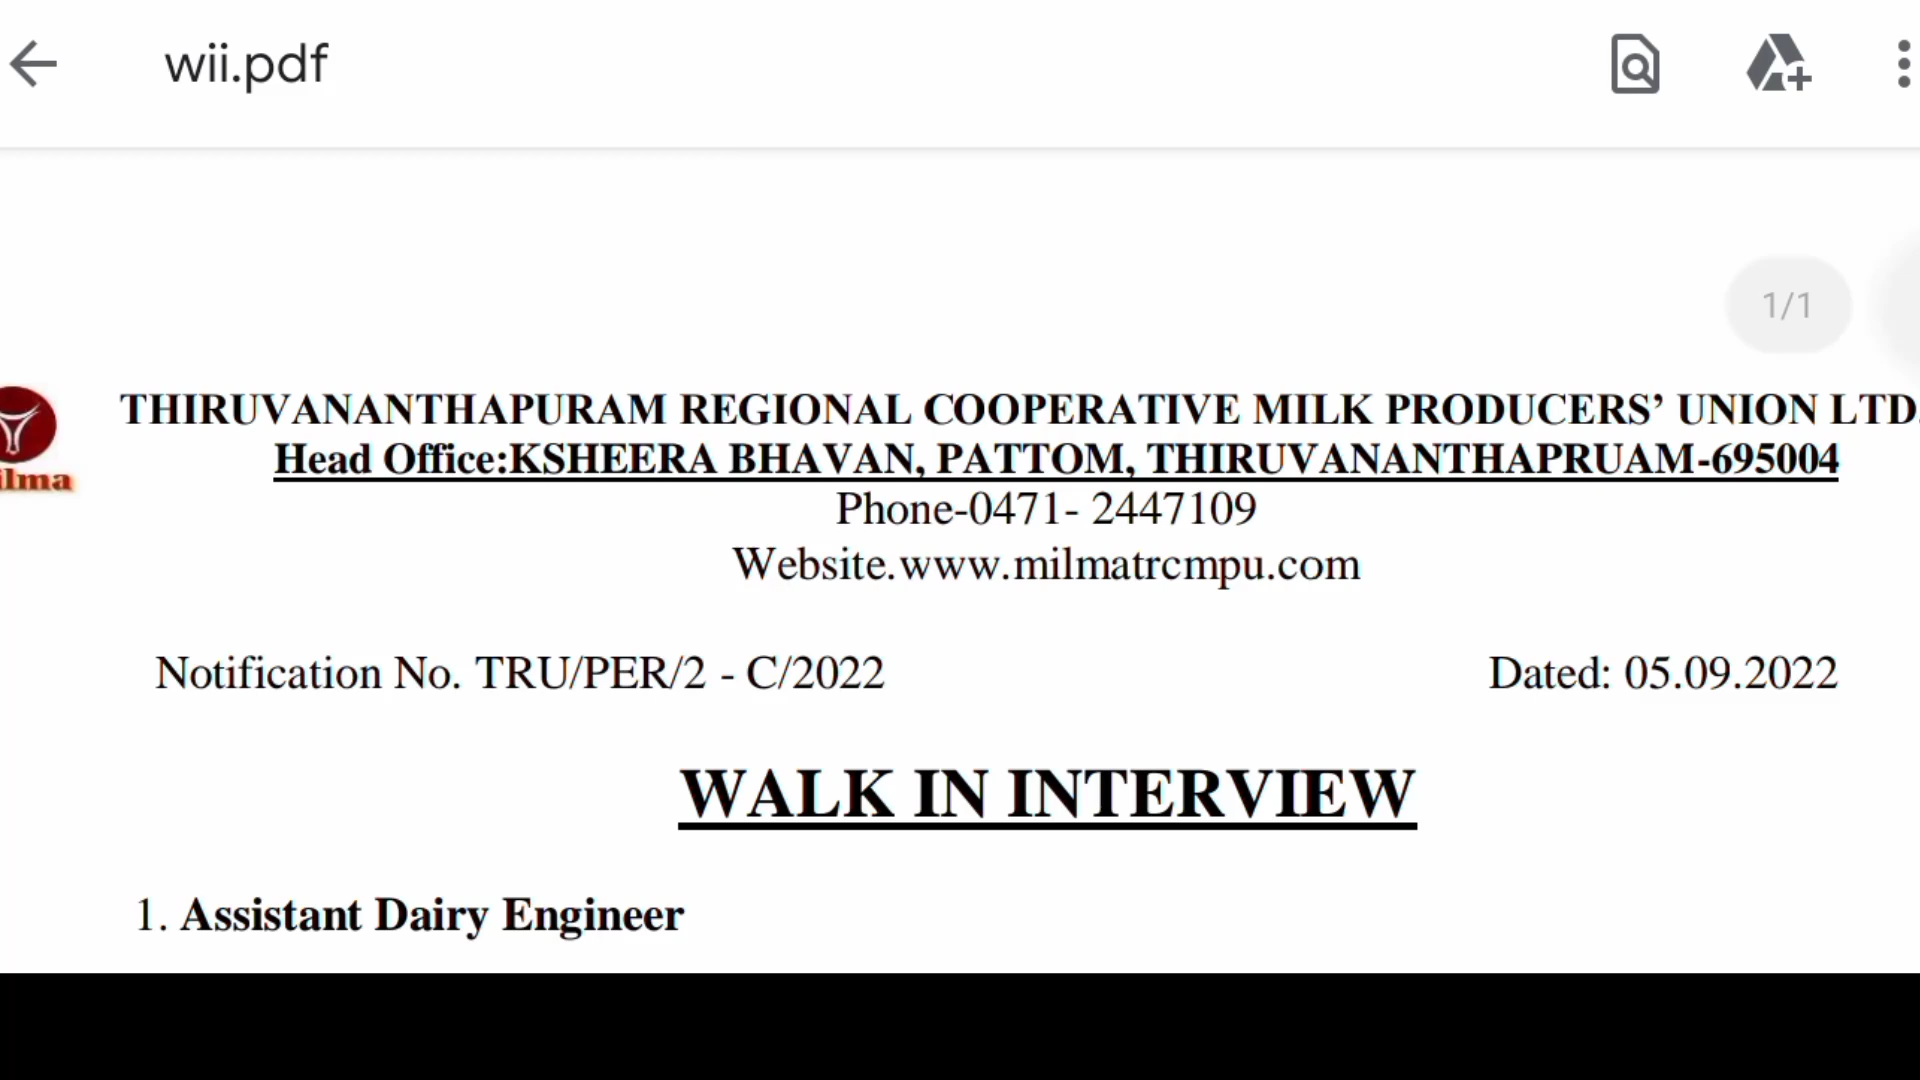 wii.pdf
1/1
THIRUVANANTHAPURAM REGIONAL COOPERATIVE MILK PRODUCERS’ UNION LTD.
Head Office:KSHEERA BHAVAN, PATTOM, THIRUVANANTHAPRUAM-695004
ilma
Phone-0471- 2447109
Website.www.milmatrcmpu.com
Notification No. TRU/PER/2 - C/2022 Dated: 05.09.2022
WALK IN INTERVIEW
1. Assistant Dairy Engineer